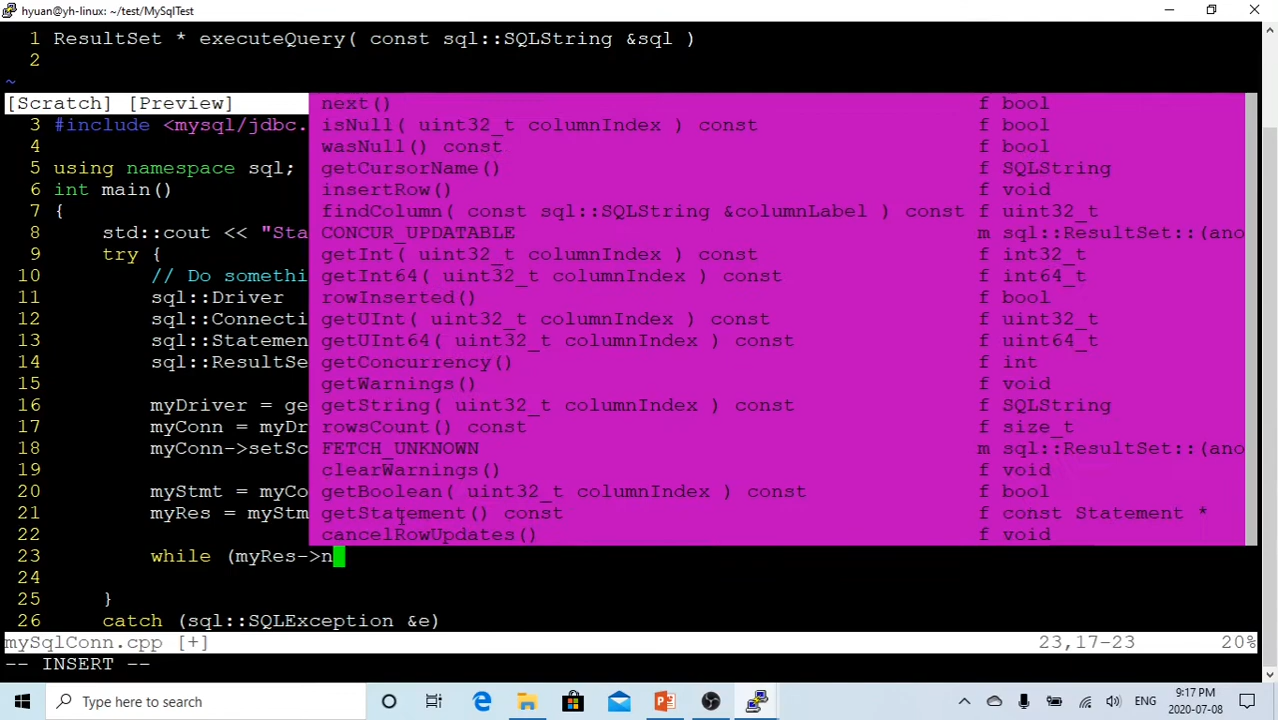 hyuan@yh-linux: ~/test/MySqlTest
1 ResultSet * executeQuery( const sql::SQLString &sql )
2
~
[Scratch] [Preview] next()
3 #include <mysql/jdbc. isNull( uint32_t columnIndex ) const f bool
4 wasNull() const f bool
5 using namespace sql; getCursorName() f SQLString
6 int main() insertRow() f void
7 { findColumn( const sql::SQLString &columnLabel ) const f uint32_t
8 std::cout << "Sta CONCUR_UPDATABLE m sql::ResultSet::(ano
9 try { getInt( uint32_t columnIndex ) const f int32_t
10 // Do somethi getInt64( uint32_t columnIndex ) const f int64_t
11 sql::Driver rowInserted() f bool
12 sql::Connecti getUInt( uint32_t columnIndex ) const f uint32_t
13 sql::Statemen getUInt64( uint32_t columnIndex ) const f uint64_t
14 sql::ResultSe getConcurrency() f int
15 getWarnings() f void
16 myDriver = ge getString( uint32_t columnIndex ) const f SQLString
17 myConn = myDr rowsCount() const f size_t
18 myConn->setSc FETCH_UNKNOWN m sql::ResultSet::(ano
19 clearWarnings() f void
20 myStmt = myCo getBoolean( uint32_t columnIndex ) const f bool
21 myRes = myStm getStatement() const f const Statement *
22 cancelRowUpdates() f void
23 while (myRes->n
24
25 }
26 catch (sql::SQLException &e)
mySqlConn.cpp [+] 23,17-23 20%
-- INSERT --
Type here to search
ENG
9:17 PM
2020-07-08